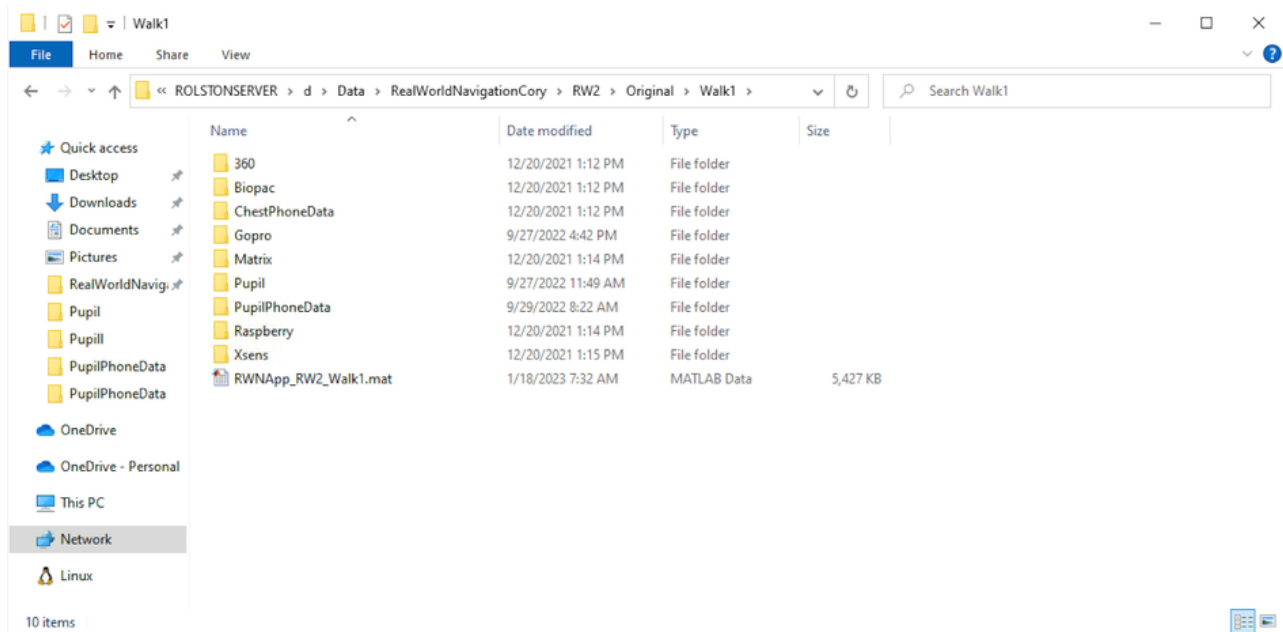 Walk1
File Home Share View
« ROLSTONSERVER > d > Data > RealWorldNavigationCory > RW2 > Original > Walk1 >
Search Walk1
Name Date modified Type Size
Quick access
Desktop
Downloads
Documents
Pictures
RealWorldNavig
Pupil
Pupill
PupilPhoneData
PupilPhoneData
OneDrive
OneDrive - Personal
This PC
Network
Linux
360 12/20/2021 1:12 PM File folder
Biopac 12/20/2021 1:12 PM File folder
ChestPhoneData 12/20/2021 1:12 PM File folder
Gopro 9/27/2022 4:42 PM File folder
Matrix 12/20/2021 1:14 PM File folder
Pupil 9/27/2022 11:49 AM File folder
PupilPhoneData 9/29/2022 8:22 AM File folder
Raspberry 12/20/2021 1:14 PM File folder
Xsens 12/20/2021 1:15 PM File folder
RWNApp_RW2_Walk1.mat 1/18/2023 7:32 AM MATLAB Data 5,427 KB
10 items